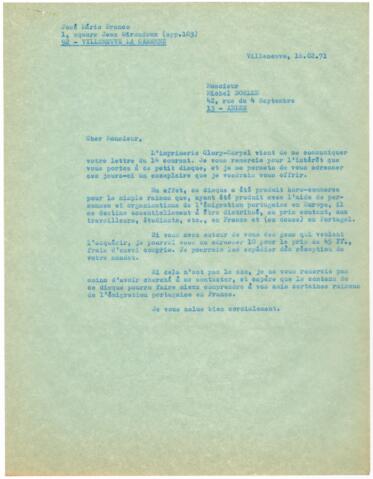 José Mário Branco
1, square Jean Giraudoux (app.103)
92 - VILLENEUVE LA GARENNE
Villeneuve, 18.02.71
Monsieur
Michel
42, rue du 4 Septembre
13 - ARLES
Cher Monsieur,
L'imprimerie Glory-Carpel vient de me communiquer
votre lettre du 14 courant. Je vous remercie pour l'intérêt que
vous portez à ce petit disque, et je me permets de vous adresser
ces jours-ci un exemplaire que je voudrais vous offrir.
En effet, ce disque a été produit hors-commerce
pour la simple raison que, ayant été produit avec l'aide de per-
sonnes et organisations de l'émigration portugaise en Europe, il
se destine essentiellement à être distribué, au prix coutant, aux
travailleurs, étudiants, etc., en France et (en douce) au Portugal.
Si vous avez autour de vous des gens qui veulent
l'acquérir, je pourrai vous en adresser 10 pour le prix de 45 FF.,
frais d'envoi compris. Je pourrais les expédier dès réception de
votre mandat.
Si cela n'est pas le cas, je ne vous remercie pas
moins d'avoir cherché à me contacter, et espère que le contenu de
ce disque pourra faire mieux comprendre à vos amis certaines raisons
de l'émigration portugaise en France.
Je vous salue bien cordialement.